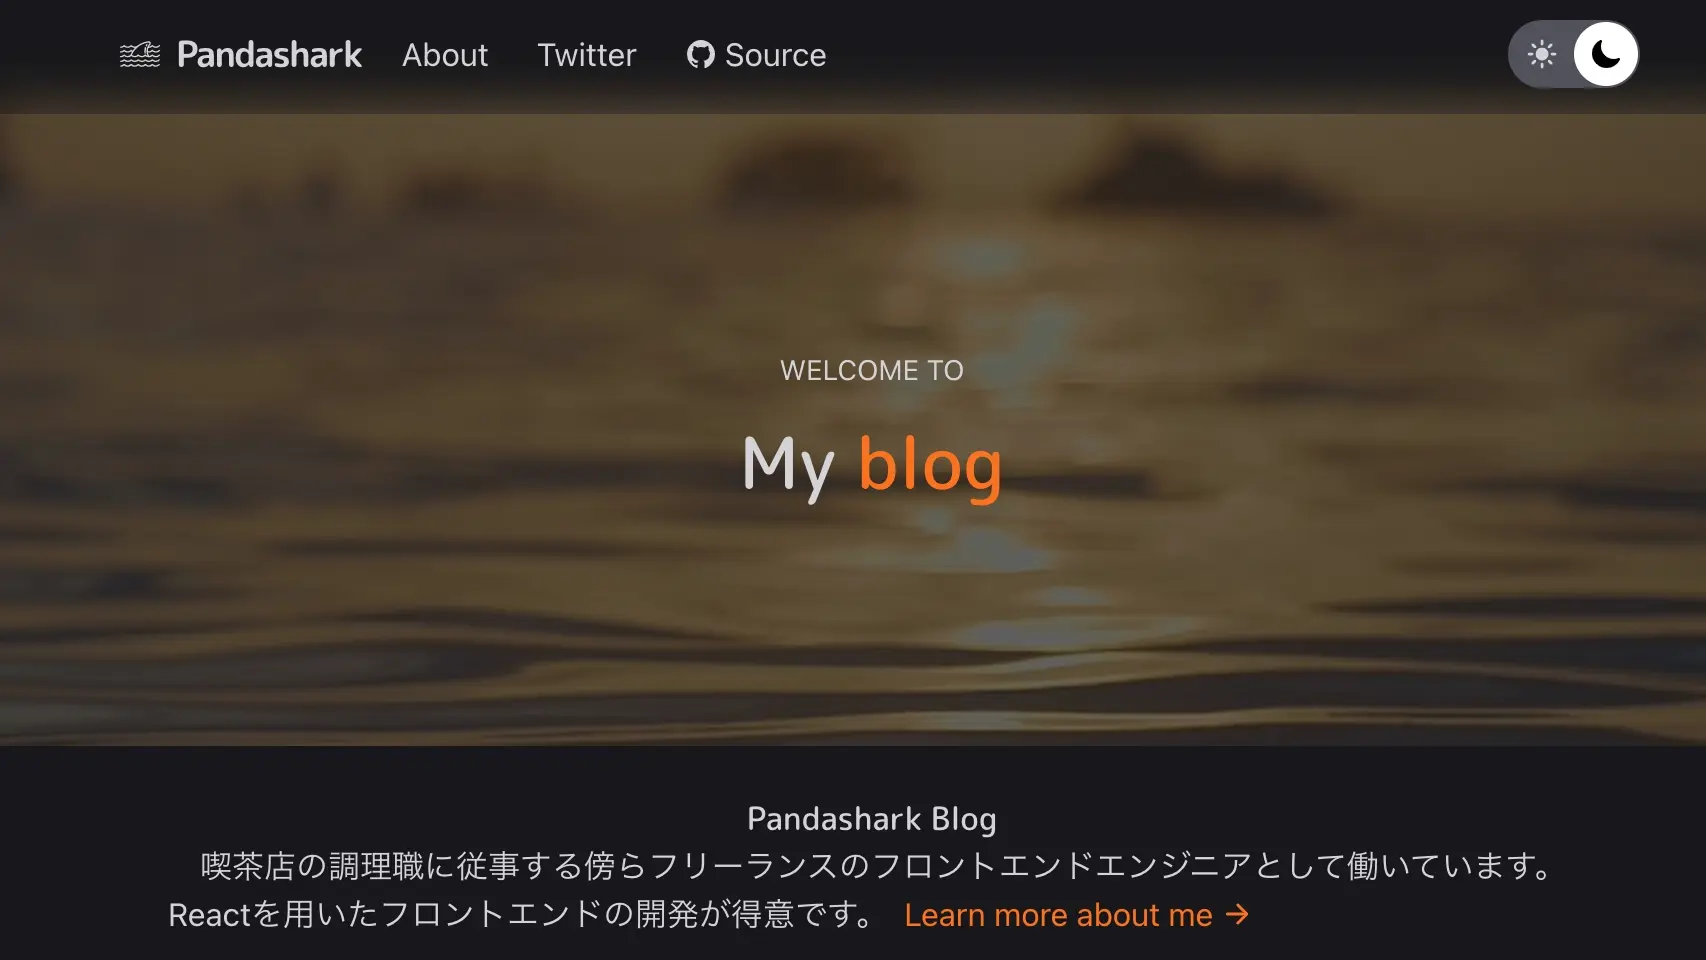 Pandashark About Twitter Source
WELCOME TO
My blog
Pandashark Blog
喫茶店の調理職に従事する傍らフリーランスのフロントエンドエンジニアとして働いています。
Reactを用いたフロントエンドの開発が得意です。 Learn more about me →